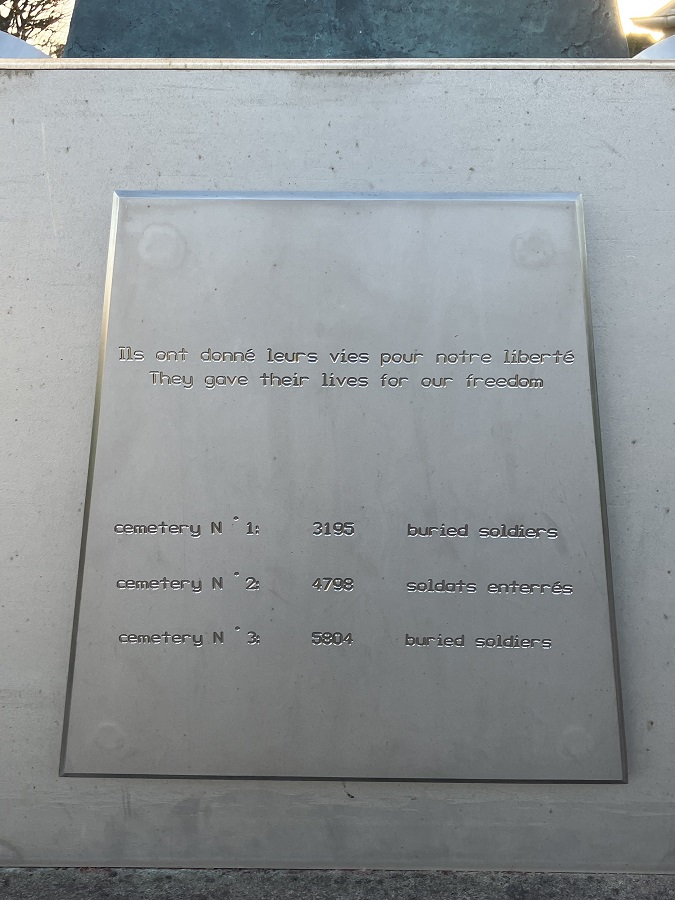 Ils ont donné leurs vies pour notre liberté
They gave their lives for our freedom
cemetery N °1: 3195 buried soldiers
cemetery N °2: 4798 soldats enterrés
cemetery N °3: 5804 buried soldiers